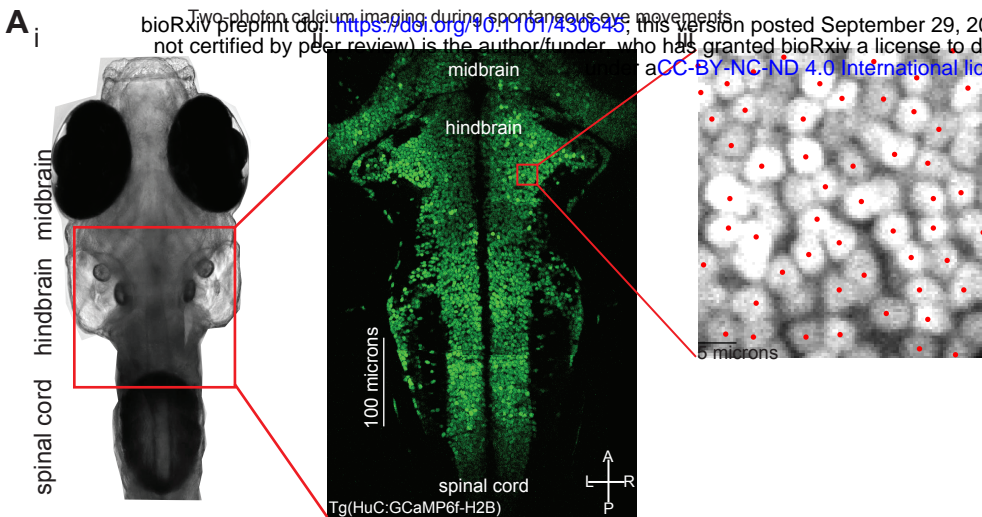 A
i
Two-photon calcium imaging during spontaneous eye movements
bioRxiv preprint doi: https://doi.org/10.1101/430645; this version posted September 29, 20
ii
iii
not certified by peer review) is the author/funder, who has granted bioRxiv a license to d
under aCC-BY-NC-ND 4.0 International lic
midbrain
hindbrain
spinal cord
midbrain
hindbrain
100 microns
spinal cord
Tg(HuC:GCaMP6f-H2B)
A
L R
P
5 microns